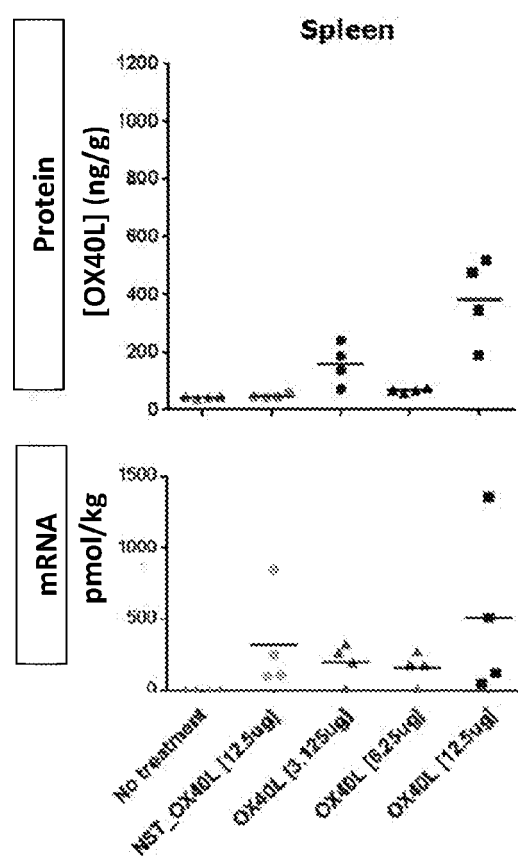 Spleen
Protein
[OX40L] (ng/g)
1200
1000
800
600
400
200
0
mRNA
pmol/kg
1500
1000
500
0
No treatment
NST_OX40L [12.5ug]
OX40L [3.125ug]
OX40L [6.25ug]
OX40L [12.5ug]